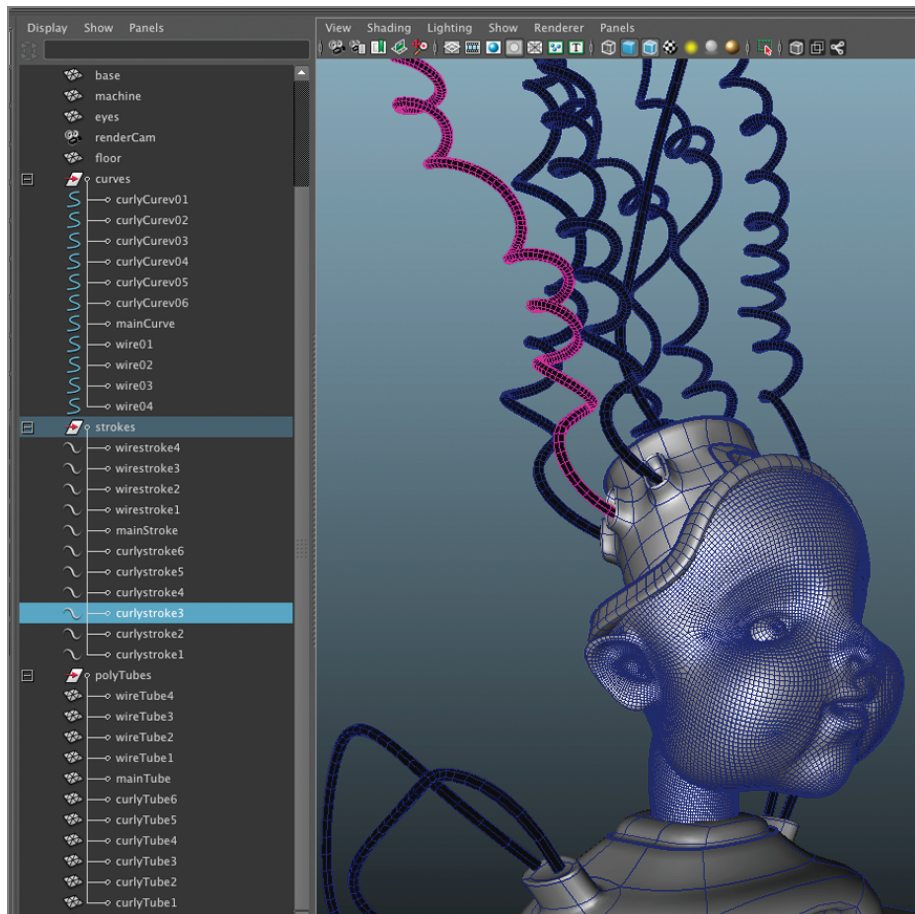 Display Show Panels
View Shading Lighting Show Renderer Panels
base
machine
eyes
renderCam
floor
curves
curlyCurev01
curlyCurev02
curlyCurev03
curlyCurev04
curlyCurev05
curlyCurev06
mainCurve
wire01
wire02
wire03
wire04
strokes
wirestroke4
wirestroke3
wirestroke2
wirestroke1
mainStroke
curlystroke6
curlystroke5
curlystroke4
curlystroke3
curlystroke2
curlystroke1
polyTubes
wireTube4
wireTube3
wireTube2
wireTube1
mainTube
curlyTube6
curlyTube5
curlyTube4
curlyTube3
curlyTube2
curlyTube1